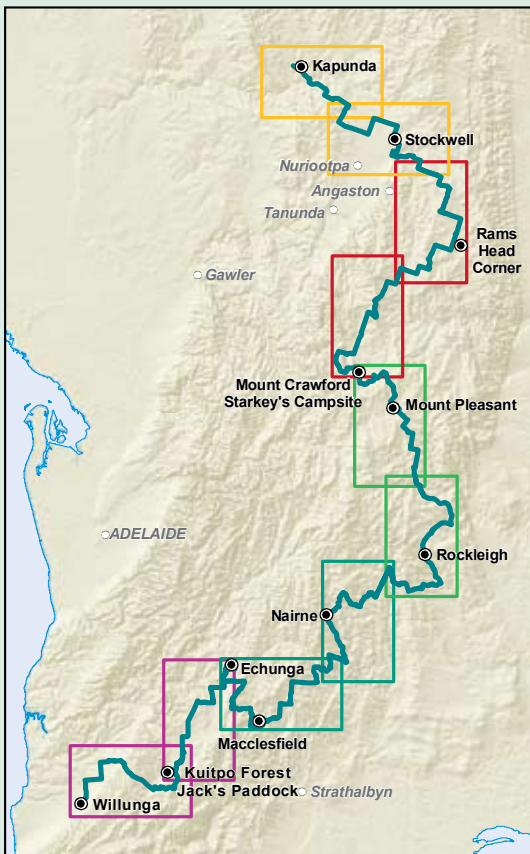 Kapunda
Stockwell
Nuriootpa
Angaston
Tanunda
Rams
Head
Corner
Gawler
Mount Crawford
Starkey's Campsite
Mount Pleasant
ADELAIDE
Rockleigh
Nairne
Echunga
Macclesfield
Kuitpo Forest
Jack's Paddock
Strathalbyn
Willunga